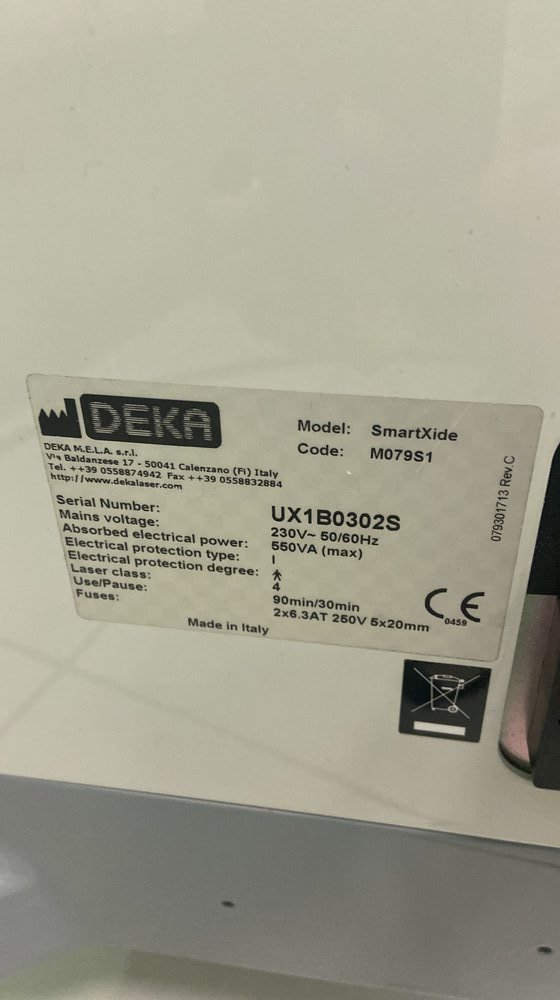 DEKA
DEKA M.E.L.A. s.r.l.
Via Baldanzese 17 - 50041 Calenzano (FI) Italy
Tel. ++39 0558874942 Fax ++39 0558832884
http://www.dekalaser.com
Model: SmartXide
Code: M079S1
Serial Number: UX1B0302S
Mains voltage: 230V~ 50/60Hz
Absorbed electrical power: 550VA (max)
Electrical protection type: I
Electrical protection degree:
Laser class: 4
Use/Pause: 90min/30min
Fuses: 2x6.3AT 250V 5x20mm
Made in Italy
CE
0459
079301713 Rev.C